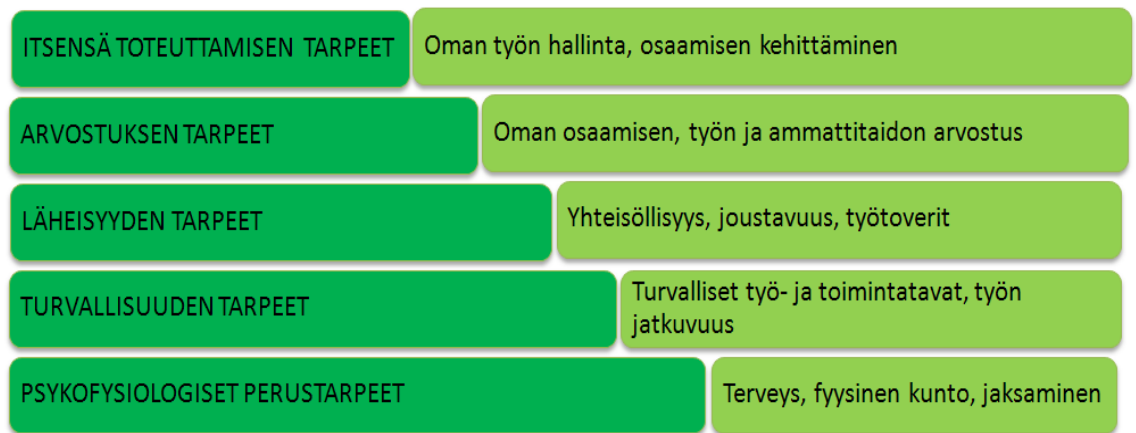 ITSENSÄ TOTEUTTAMISEN TARPEET
Oman työn hallinta, osaamisen kehittäminen
ARVOSTUKSEN TARPEET
Oman osaamisen, työn ja ammattitaidon arvostus
LÄHEISYYDEN TARPEET
Yhteisöllisyys, joustavuus, työtoverit
TURVALLISUUDEN TARPEET
Turvalliset työ- ja toimintatavat, työn
jatkuvuus
PSYKOFYSIOLOGISET PERUSTARPEET
Terveys, fyysinen kunto, jaksaminen